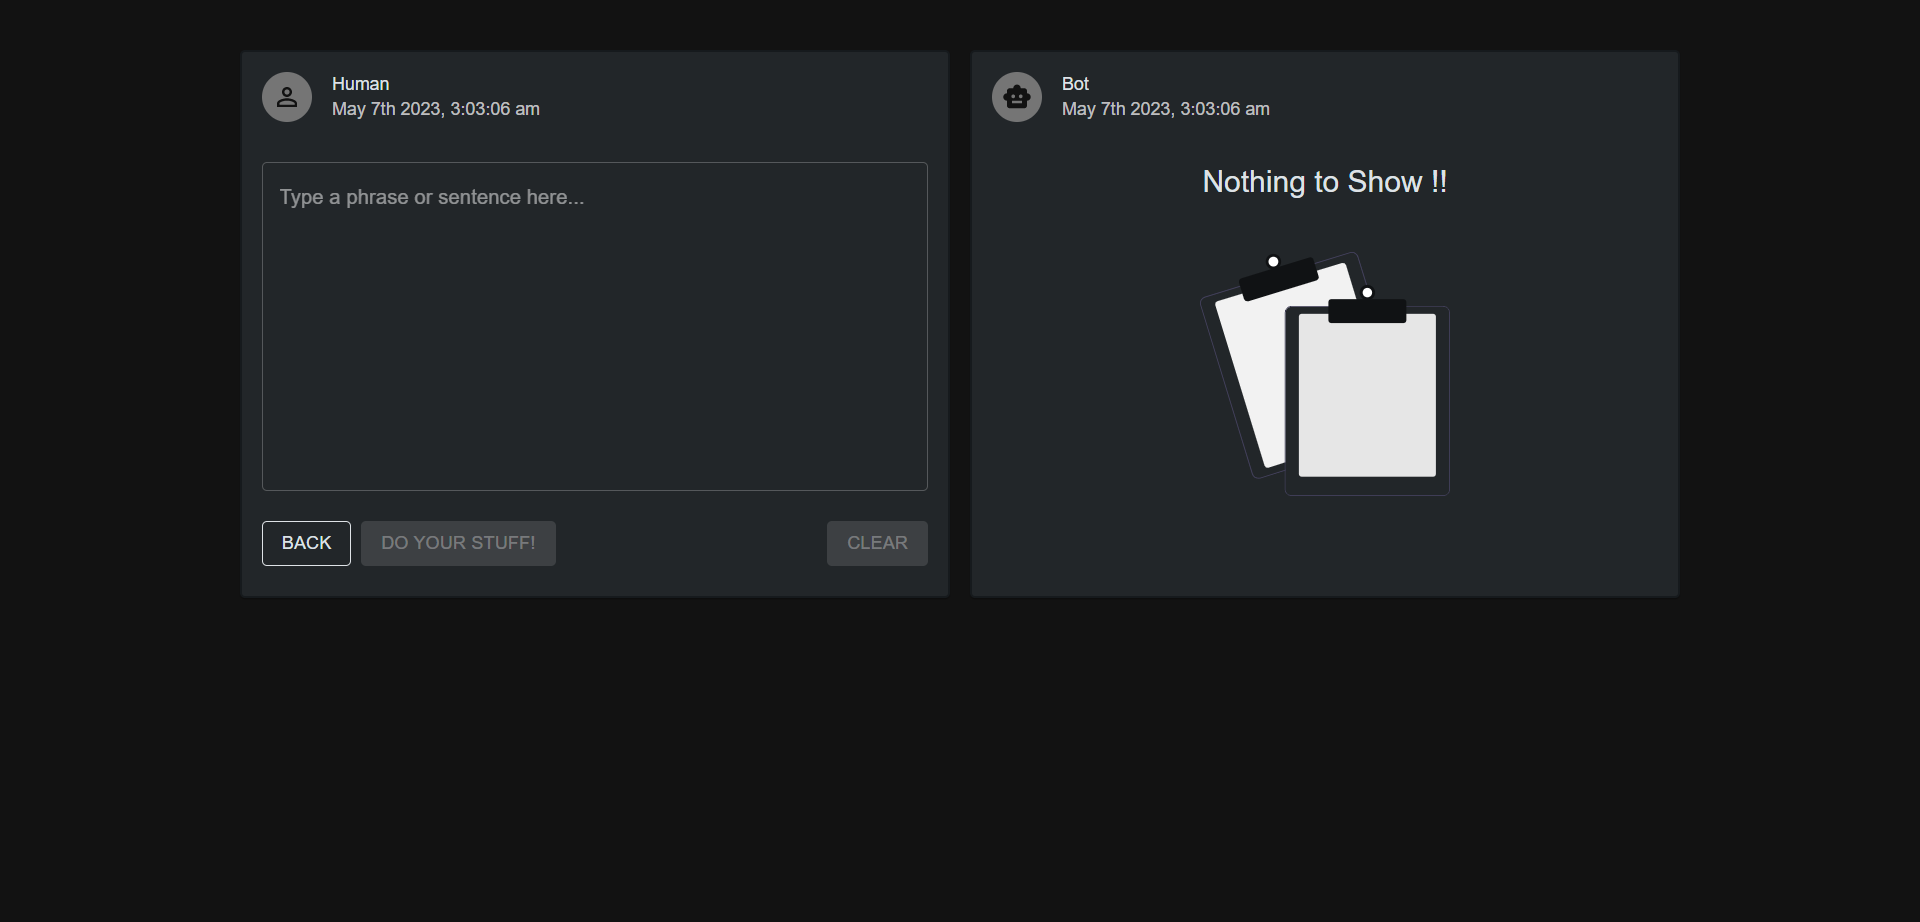 Human
May 7th 2023, 3:03:06 am
Type a phrase or sentence here...
BACK
DO YOUR STUFF!
CLEAR
Bot
May 7th 2023, 3:03:06 am
Nothing to Show !!